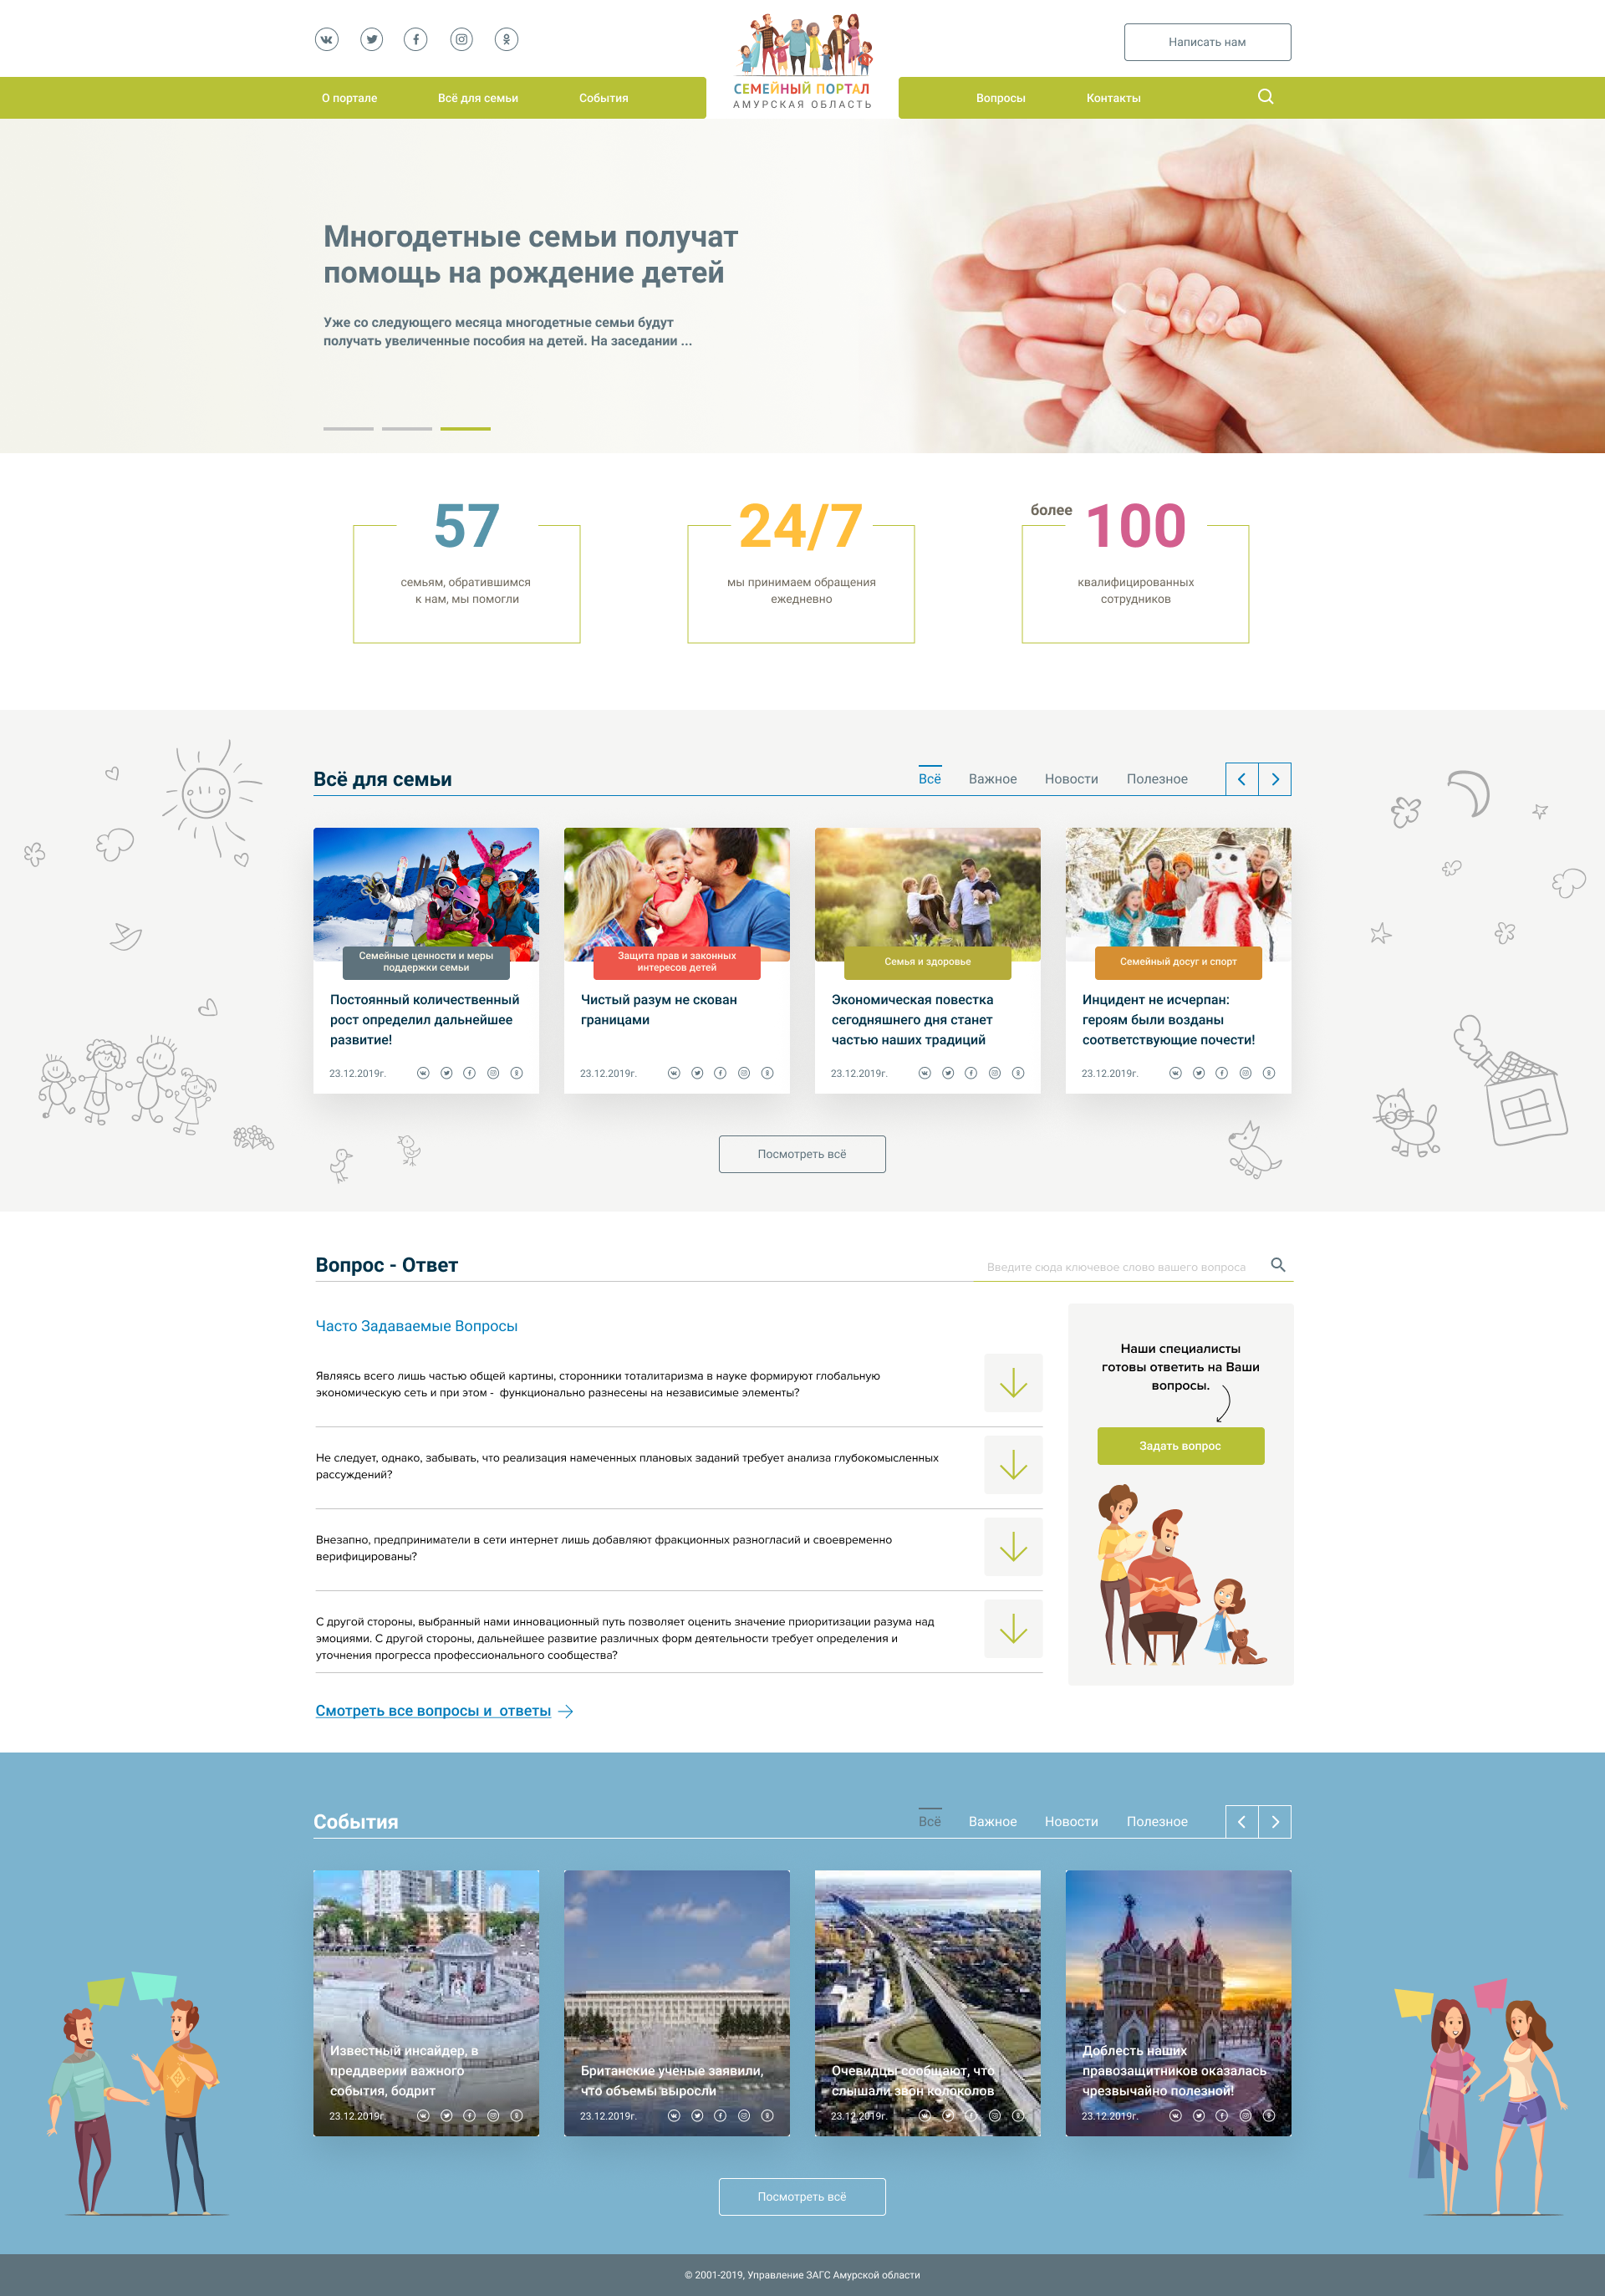 Написать нам
СЕМЕЙНЫЙ ПОРТАЛ
АМУРСКАЯ ОБЛАСТЬ
О портале
Всё для семьи
События
Вопросы
Контакты
Многодетные семьи получат
помощь на рождение детей
Уже со следующего месяца многодетные семьи будут
получать увеличенные пособия на детей. На заседании ...
57
семьям, обратившимся
к нам, мы помогли
24/7
мы принимаем обращения
ежедневно
более 100
квалифицированных
сотрудников
Всё для семьи
Всё
Важное
Новости
Полезное
Семейные ценности и меры
поддержки семьи
Постоянный количественный
рост определил дальнейшее
развитие!
23.12.2019г.
Защита прав и законных
интересов детей
Чистый разум не скован
границами
23.12.2019г.
Семья и здоровье
Экономическая повестка
сегодняшнего дня станет
частью наших традиций
23.12.2019г.
Семейный досуг и спорт
Инцидент не исчерпан:
героям были возданы
соответствующие почести!
23.12.2019г.
Посмотреть всё
Вопрос - Ответ
Введите сюда ключевое слово вашего вопроса
Часто Задаваемые Вопросы
Являясь всего лишь частью общей картины, сторонники тоталитаризма в науке формируют глобальную
экономическую сеть и при этом - функционально разнесены на независимые элементы?
Не следует, однако, забывать, что реализация намеченных плановых заданий требует анализа глубокомысленных
рассуждений?
Внезапно, предприниматели в сети интернет лишь добавляют фракционных разногласий и своевременно
верифицированы?
С другой стороны, выбранный нами инновационный путь позволяет оценить значение приоритизации разума над
эмоциями. С другой стороны, дальнейшее развитие различных форм деятельности требует определения и
уточнения прогресса профессионального сообщества?
Смотреть все вопросы и ответы
Наши специалисты
готовы ответить на Ваши
вопросы.
Задать вопрос
События
Всё
Важное
Новости
Полезное
Известный инсайдер, в
преддверии важного
события, бодрит
23.12.2019г.
Британские ученые заявили,
что объемы выросли
23.12.2019г.
Очевидцы сообщают, что
слышали звон колоколов
23.12.2019г.
Доблесть наших
правозащитников оказалась
чрезвычайно полезной!
23.12.2019г.
Посмотреть всё
© 2001-2019, Управление ЗАГС Амурской области